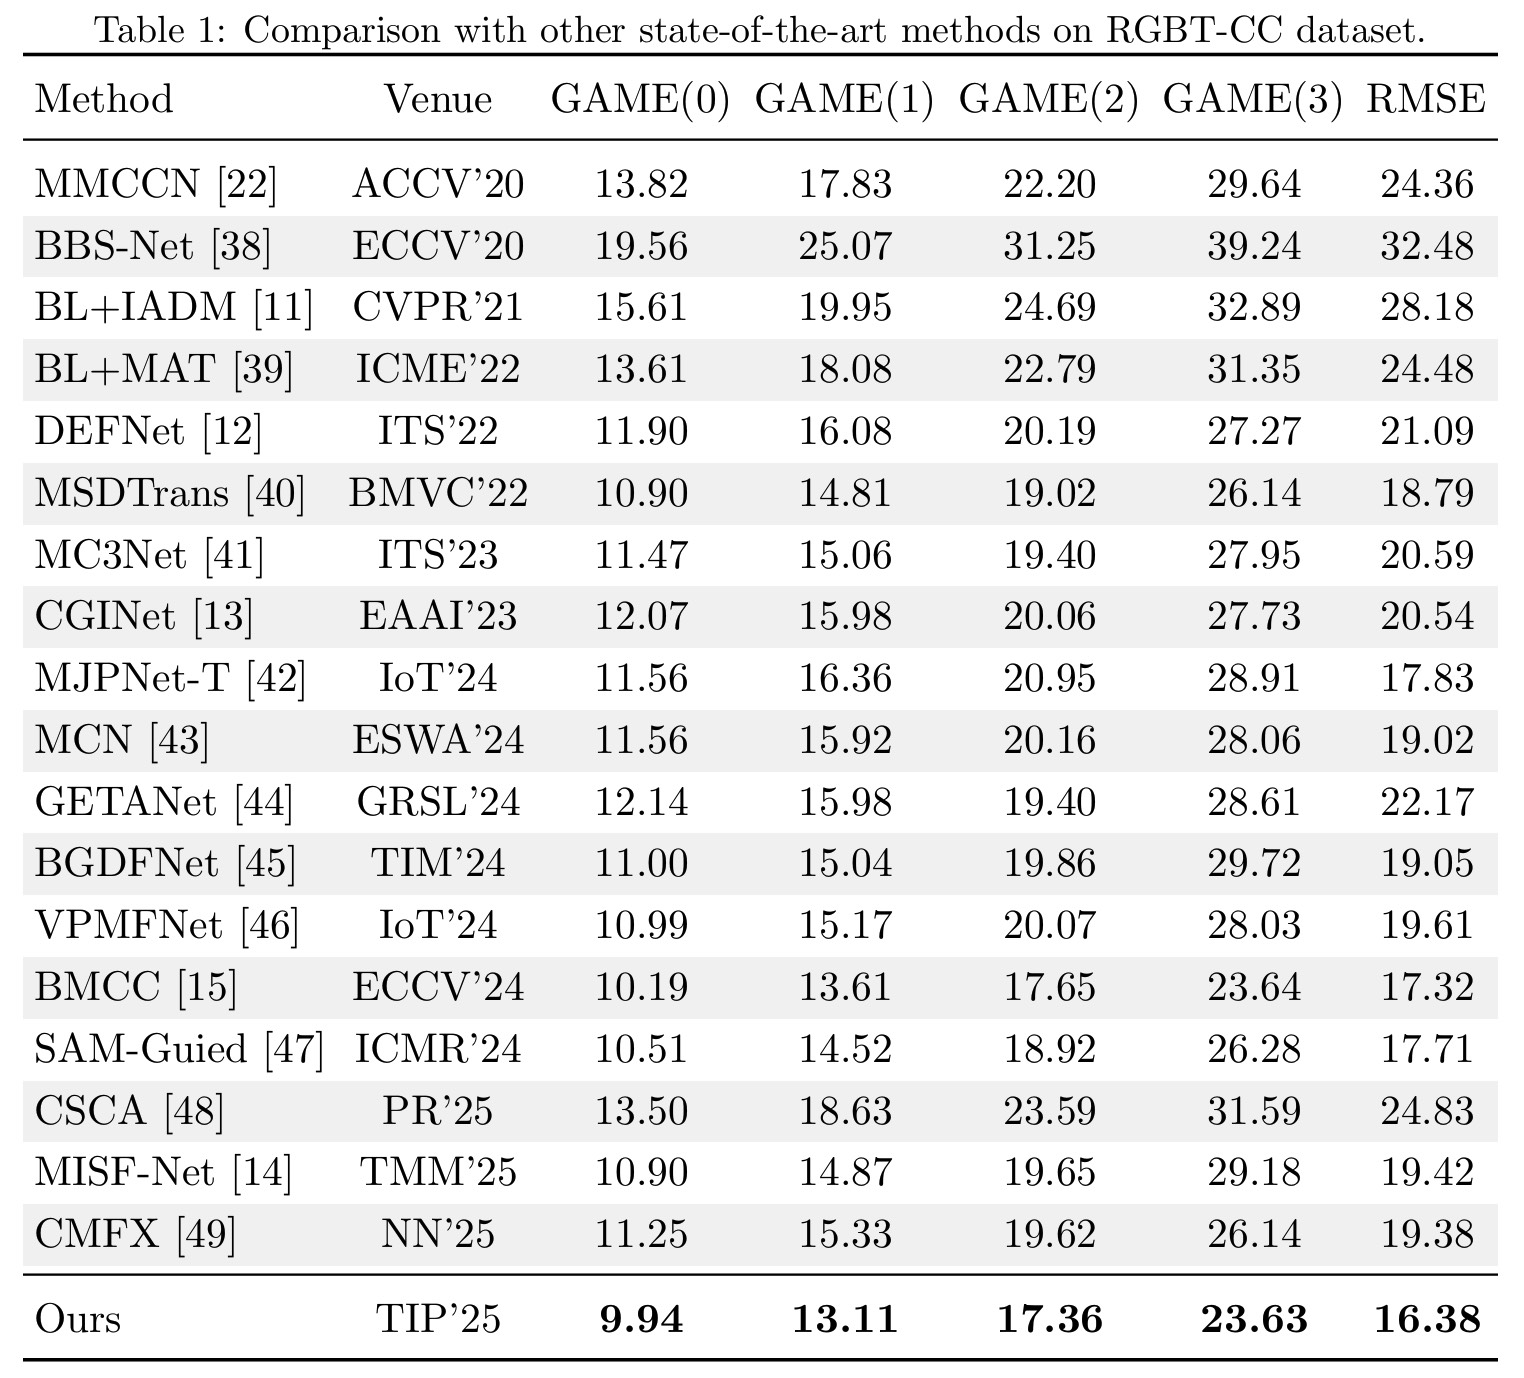 Table 1: Comparison with other state-of-the-art methods on RGBT-CC dataset.
Method Venue GAME(0) GAME(1) GAME(2) GAME(3) RMSE
MMCCN [22] ACCV'20 13.82 17.83 22.20 29.64 24.36
BBS-Net [38] ECCV'20 19.56 25.07 31.25 39.24 32.48
BL+IADM [11] CVPR'21 15.61 19.95 24.69 32.89 28.18
BL+MAT [39] ICME'22 13.61 18.08 22.79 31.35 24.48
DEFNet [12] ITS'22 11.90 16.08 20.19 27.27 21.09
MSDTrans [40] BMVC'22 10.90 14.81 19.02 26.14 18.79
MC3Net [41] ITS'23 11.47 15.06 19.40 27.95 20.59
CGINet [13] EAAI'23 12.07 15.98 20.06 27.73 20.54
MJPNet-T [42] IoT'24 11.56 16.36 20.95 28.91 17.83
MCN [43] ESWA'24 11.56 15.92 20.16 28.06 19.02
GETANet [44] GRSL'24 12.14 15.98 19.40 28.61 22.17
BGDFNet [45] TIM'24 11.00 15.04 19.86 29.72 19.05
VPMFNet [46] IoT'24 10.99 15.17 20.07 28.03 19.61
BMCC [15] ECCV'24 10.19 13.61 17.65 23.64 17.32
SAM-Guied [47] ICMR'24 10.51 14.52 18.92 26.28 17.71
CSCA [48] PR'25 13.50 18.63 23.59 31.59 24.83
MISF-Net [14] TMM'25 10.90 14.87 19.65 29.18 19.42
CMFX [49] NN'25 11.25 15.33 19.62 26.14 19.38
Ours TIP'25 9.94 13.11 17.36 23.63 16.38